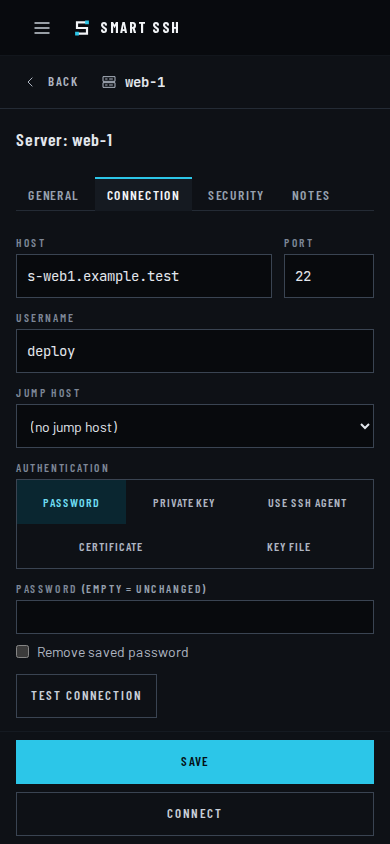 SMART SSH
BACK web-1
Server: web-1
GENERAL CONNECTION SECURITY NOTES
HOST PORT
s-web1.example.test 22
USERNAME
deploy
JUMP HOST
(no jump host)
AUTHENTICATION
PASSWORD PRIVATE KEY USE SSH AGENT
CERTIFICATE KEY FILE
PASSWORD (EMPTY = UNCHANGED)
Remove saved password
TEST CONNECTION
SAVE
CONNECT